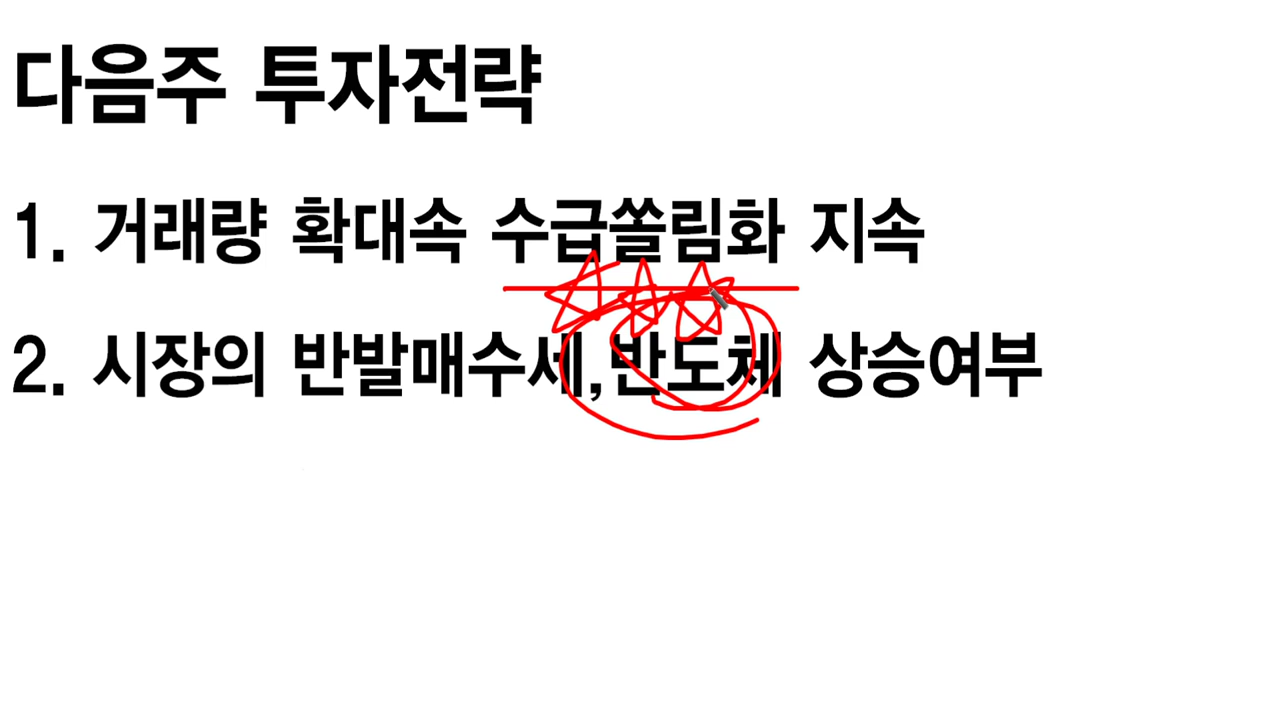 다음주 투자전략
1. 거래량 확대속 수급쏠림화 지속
2. 시장의 반발매수세,반도체 상승여부